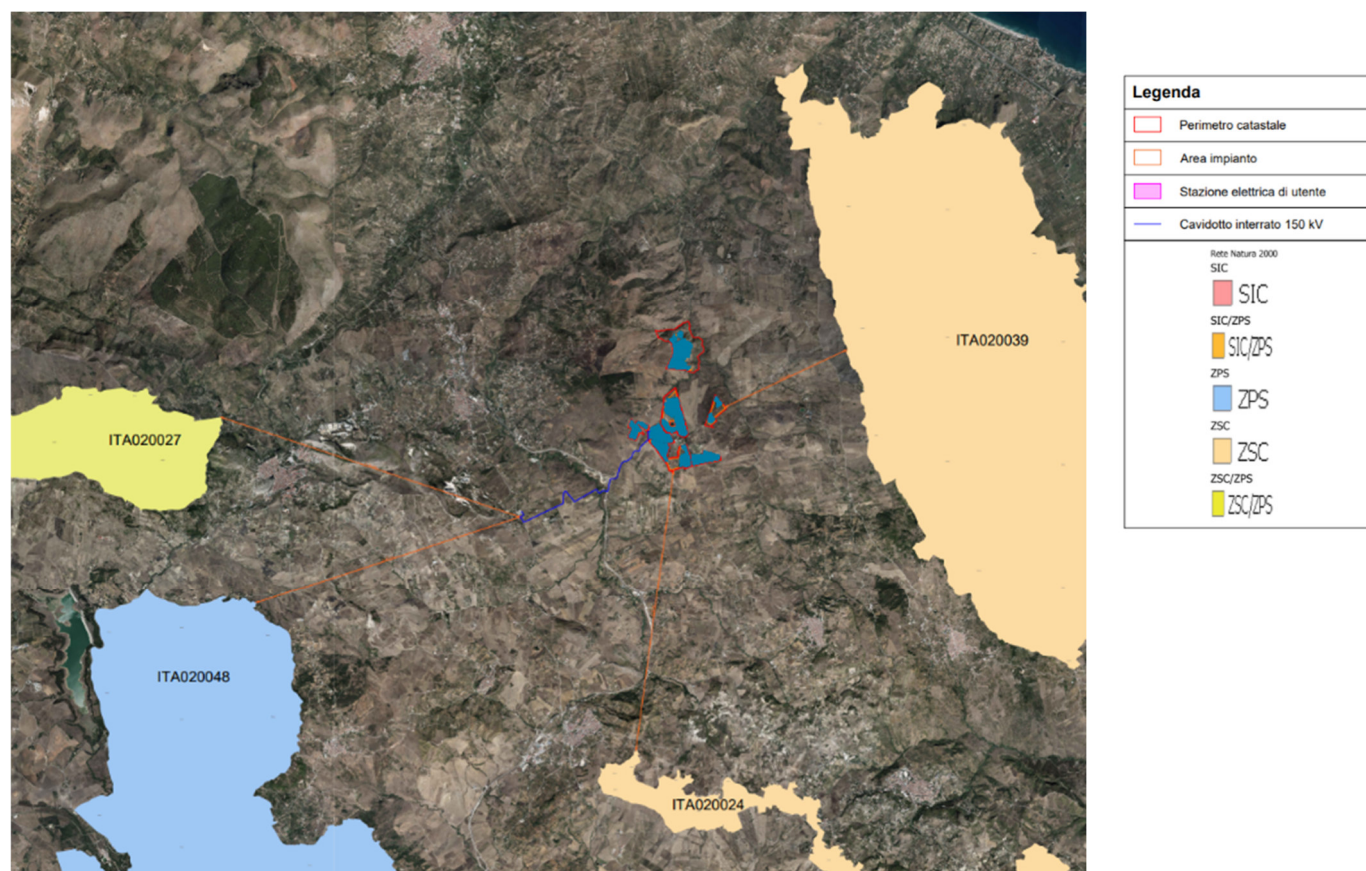 ITA020039
ITA020027
ITA020048
ITA020024
Legenda
Perimetro catastale
Area impianto
Stazione elettrica di utente
Cavidotto interrato 150 kV
Rete Natura 2000
SIC
SIC
SIC/ZPS
SIC/ZPS
ZPS
ZPS
ZSC
ZSC
ZSC/ZPS
ZSC/ZPS